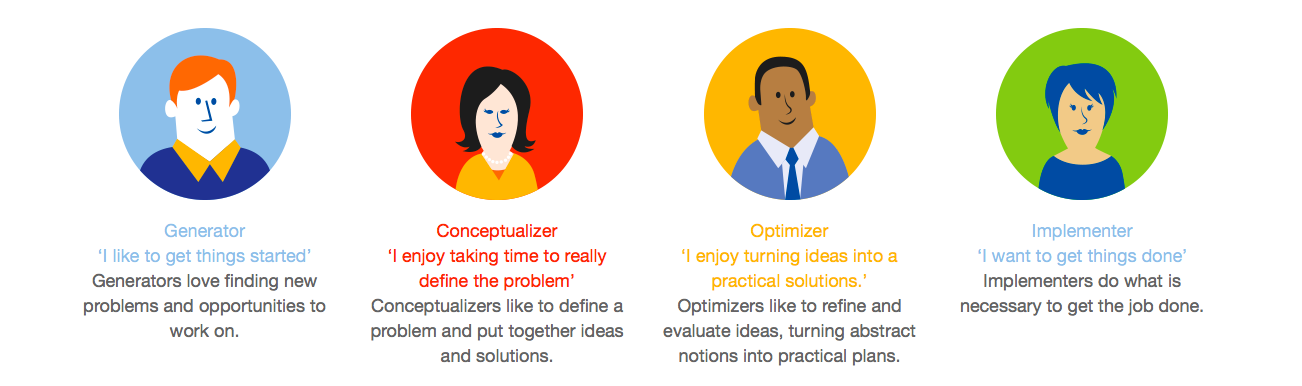 Generator
‘I like to get things started’
Generators love finding new
problems and opportunities to
work on.
Conceptualizer
‘I enjoy taking time to really
define the problem’
Conceptualizers like to define a
problem and put together ideas
and solutions.
Optimizer
‘I enjoy turning ideas into a
practical solutions.’
Optimizers like to refine and
evaluate ideas, turning abstract
notions into practical plans.
Implementer
‘I want to get things done’
Implementers do what is
necessary to get the job done.